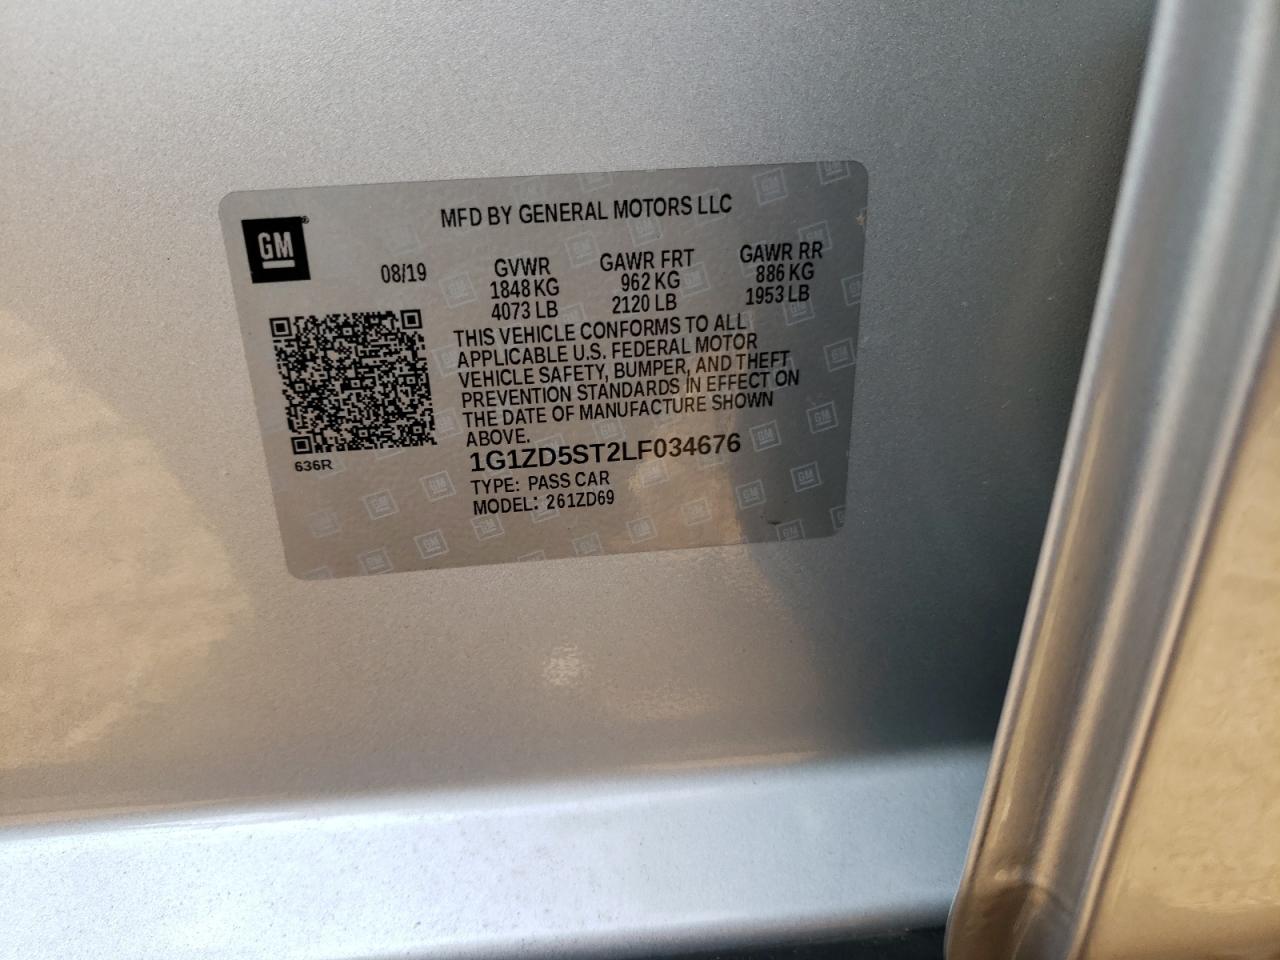 MFD BY GENERAL MOTORS LLC
GM®
08/19
GVWR
1848 KG
4073 LB
GAWR FRT
962 KG
2120 LB
GAWR RR
886 KG
1953 LB
THIS VEHICLE CONFORMS TO ALL
APPLICABLE U.S. FEDERAL MOTOR
VEHICLE SAFETY, BUMPER, AND THEFT
PREVENTION STANDARDS IN EFFECT ON
THE DATE OF MANUFACTURE SHOWN
ABOVE.
636R
1G1ZD5ST2LF034676
TYPE: PASS CAR
MODEL: 261ZD69